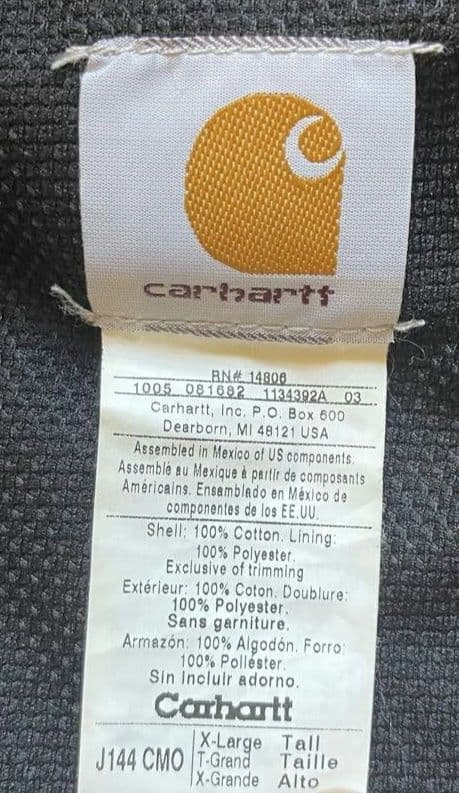 carhartt
RN# 14806
1005 081682 1134392A 03
Carhartt, Inc. P.O. Box 600
Dearborn, MI 48121 USA
Assembled in Mexico of US components.
Assemblé au Mexique à partir de composants
Américains. Ensamblado en México de
componentes de los EE.UU.
Shell: 100% Cotton. Lining:
100% Polyester.
Exclusive of trimming
Extérieur: 100% Coton. Doublure:
100% Polyester.
Sans garniture.
Armazón: 100% Algodón. Forro:
100% Poliéster.
Sin incluir adorno.
Carhartt
J144 CMO
X-Large Tall
T-Grand Taille
X-Grande Alto